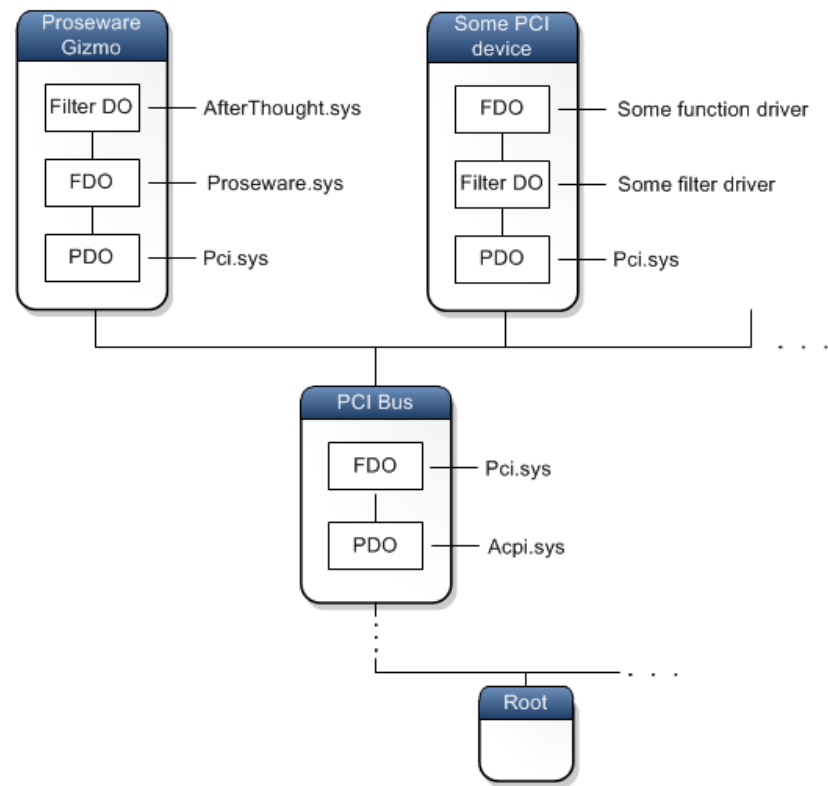 Proseware
Gizmo
Filter DO
AfterThought.sys
FDO
Proseware.sys
PDO
Pci.sys
Some PCI
device
FDO
Some function driver
Filter DO
Some filter driver
PDO
Pci.sys
. . .
PCI Bus
FDO
Pci.sys
PDO
Acpi.sys
. . .
Root